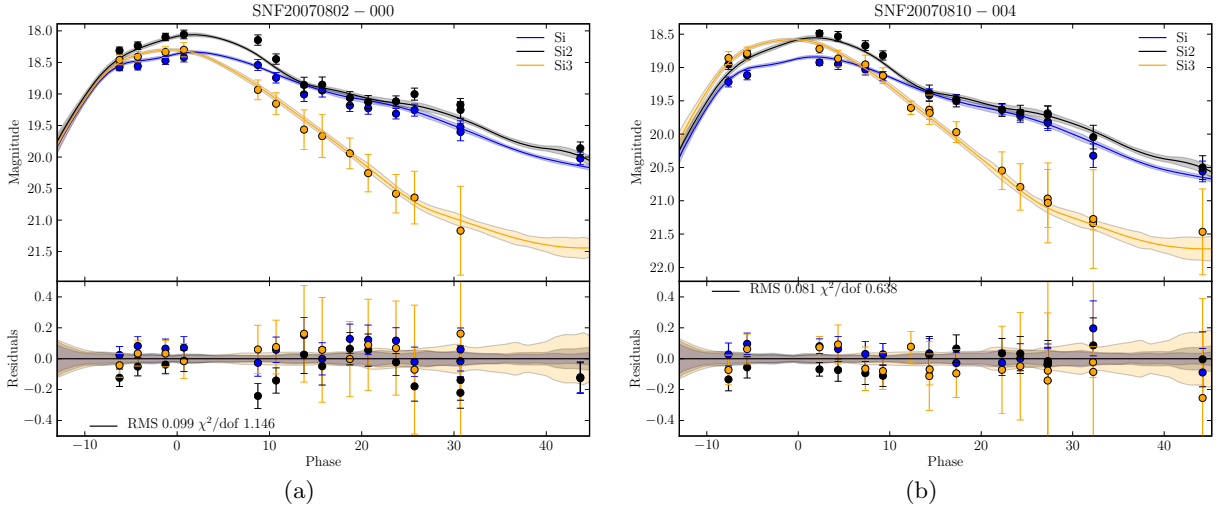 SNF20070802 − 000
18.0
18.5
19.0
19.5
20.0
20.5
21.0
21.5
Magnitude
Si
Si2
Si3
0.4
0.2
0.0
−0.2
−0.4
Residuals
RMS 0.099 χ²/dof 1.146
−10 0 10 20 30 40
Phase
(a)
SNF20070810 − 004
18.5
19.0
19.5
20.0
20.5
21.0
21.5
22.0
Magnitude
Si
Si2
Si3
RMS 0.081 χ²/dof 0.638
0.4
0.2
0.0
−0.2
−0.4
Residuals
−10 0 10 20 30 40
Phase
(b)